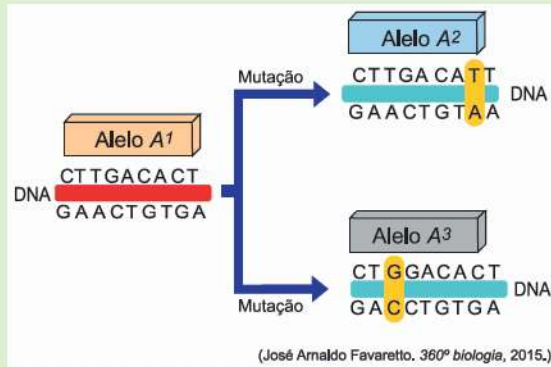 Alelo A²
Mutação
CTTGACATT
DNA
GAACTGTAA
Alelo A¹
CTTGACACT
DNA
GAACTGTGA
Alelo A³
CTGGACACT
DNA
GACCTGTGA
Mutação
(José Arnaldo Favaretto. 360º biologia, 2015.)